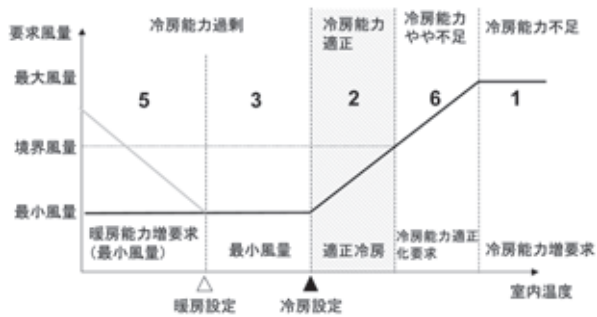 要求風量
冷房能力過剰
冷房能力
適正
冷房能力
やや不足
冷房能力不足
最大風量
5
3
2
6
1
境界風量
最小風量
暖房能力増要求
(最小風量)
最小風量
適正冷房
冷房能力適正
化要求
冷房能力増要求
室内温度
暖房設定
冷房設定